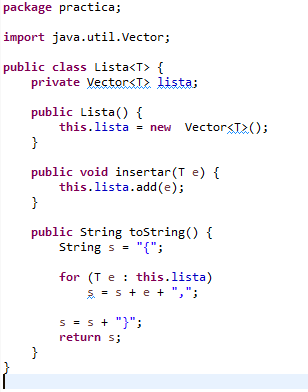 package practica;

import java.util.Vector;

public class Lista<T> {
    private Vector<T> lista;

    public Lista() {
        this.lista = new  Vector<T>();
    }

    public void insertar(T e) {
        this.lista.add(e);
    }

    public String toString() {
        String s = "{";

        for (T e : this.lista)
            s = s + e + ",";

        s = s + "}";
        return s;
    }
}